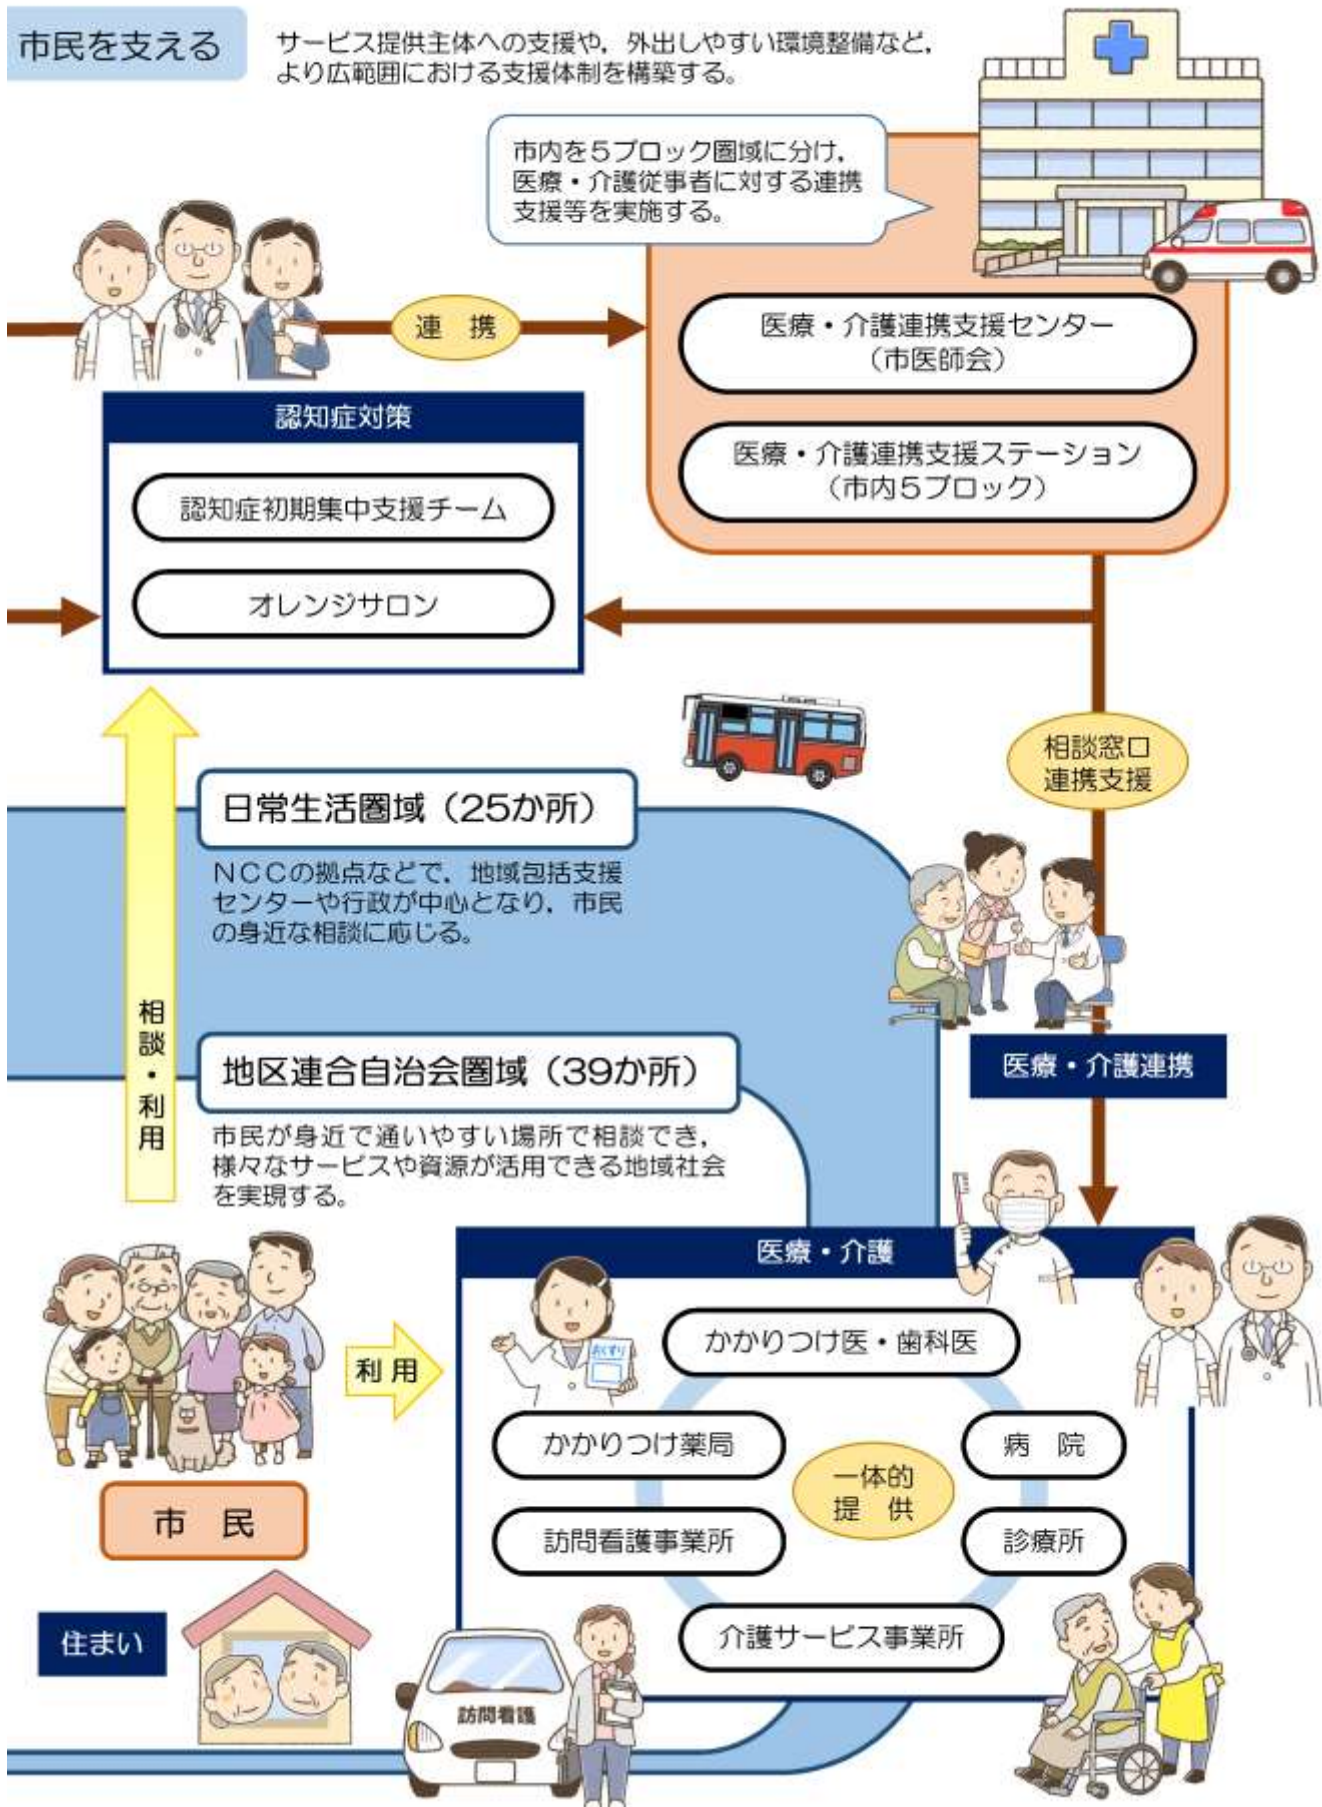 市民を支える
サービス提供主体への支援や，外出しやすい環境整備など，
より広範囲における支援体制を構築する。
市内を５ブロック圏域に分け，
医療・介護従事者に対する連携
支援等を実施する。
連　携
医療・介護連携支援センター
（市医師会）
医療・介護連携支援ステーション
（市内５ブロック）
認知症対策
認知症初期集中支援チーム
オレンジサロン
相談窓口
連携支援
日常生活圏域（25か所）
ＮＣＣの拠点などで，地域包括支援
センターや行政が中心となり，市民
の身近な相談に応じる。
相談・利用
地区連合自治会圏域（39か所）
市民が身近で通いやすい場所で相談でき，
様々なサービスや資源が活用できる地域社会
を実現する。
医療・介護連携
医療・介護
おくすり
かかりつけ医・歯科医
利用
かかりつけ薬局
病　院
一体的
提　供
訪問看護事業所
診療所
介護サービス事業所
市　民
住まい
訪問看護